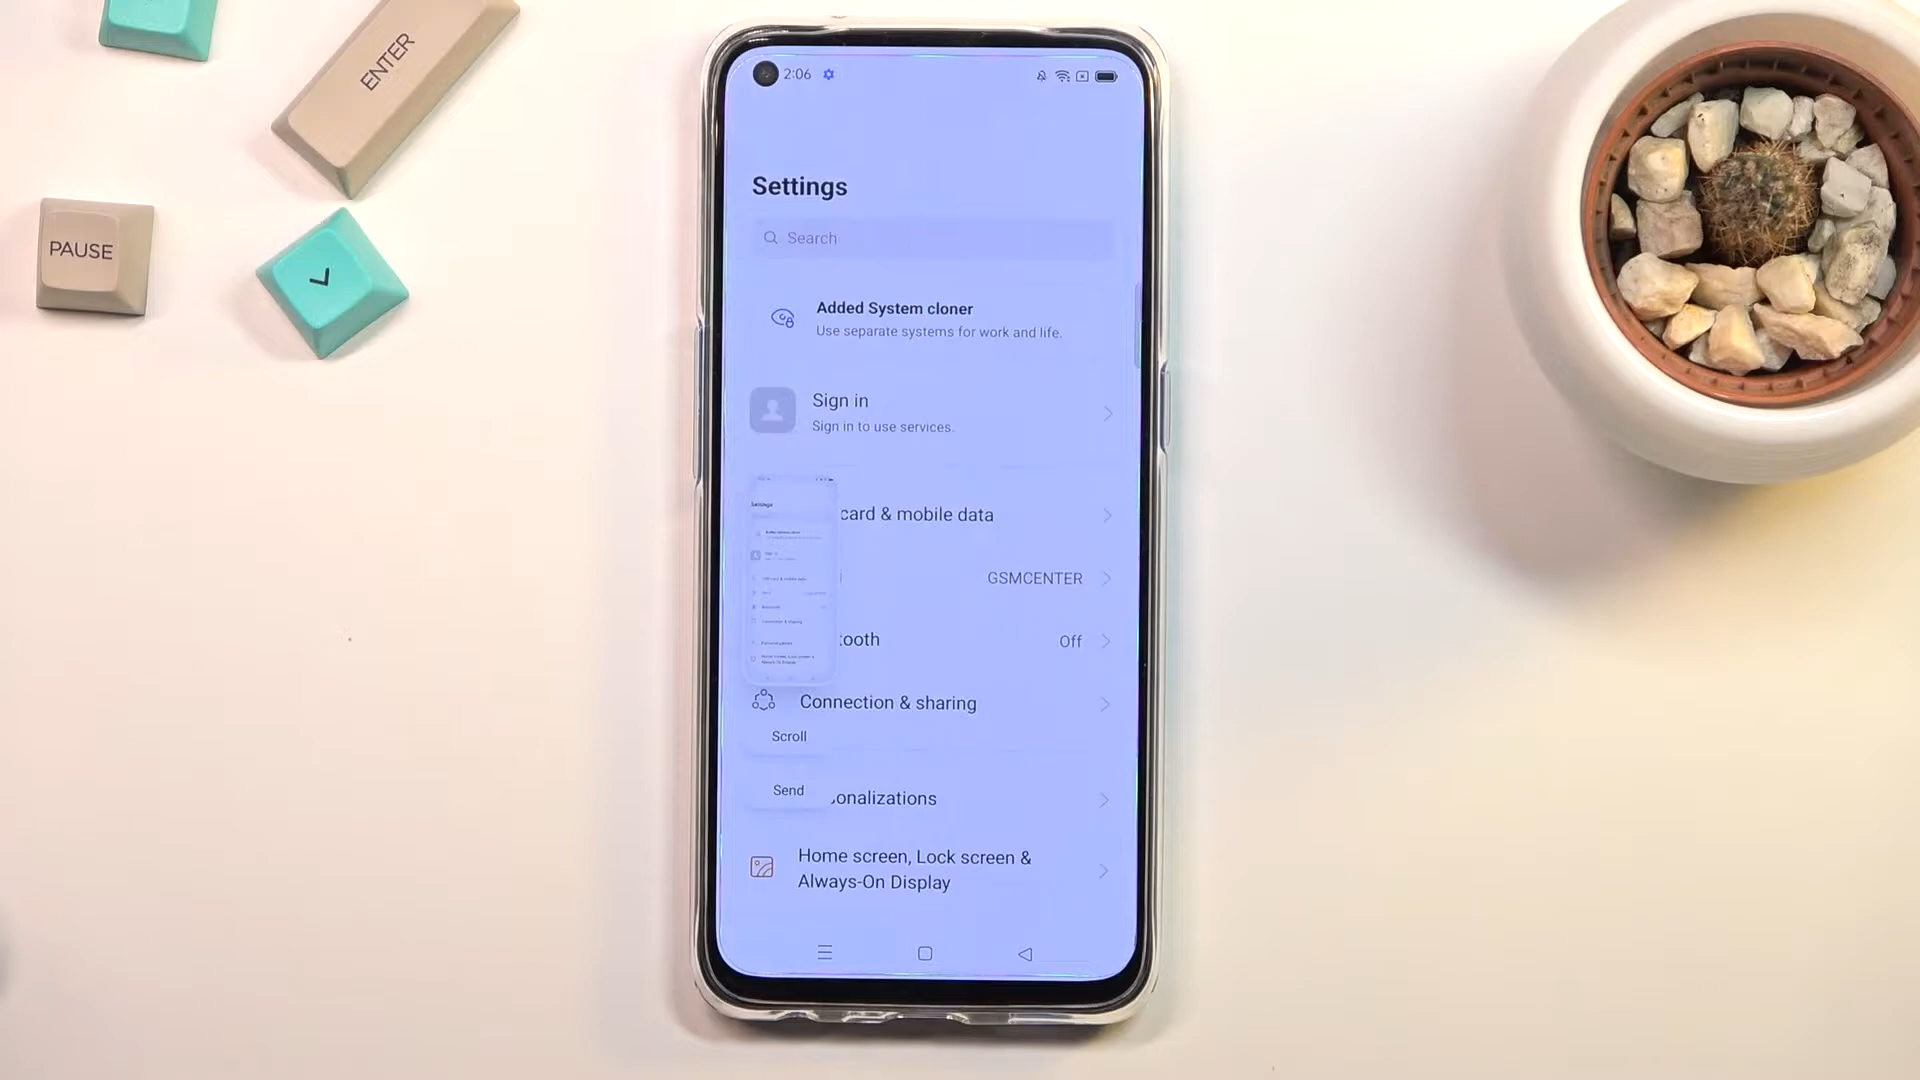 ENTER
PAUSE
2:06
Settings
Search
Added System cloner
Use separate systems for work and life.
Sign in
Sign in to use services.
card & mobile data
GSMCENTER
tooth
Off
Connection & sharing
Scroll
Send
sonalizations
Home screen, Lock screen &
Always-On Display